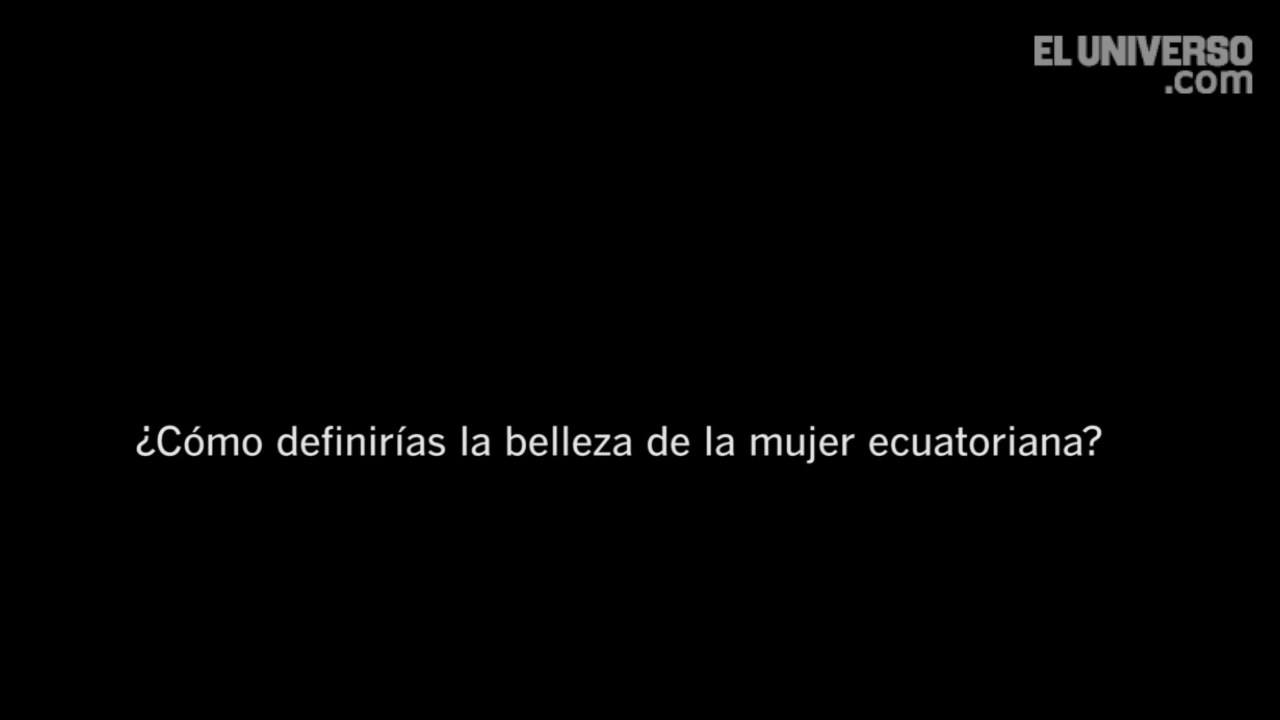 EL UNIVERSO
.com
¿Cómo definirías la belleza de la mujer ecuatoriana?